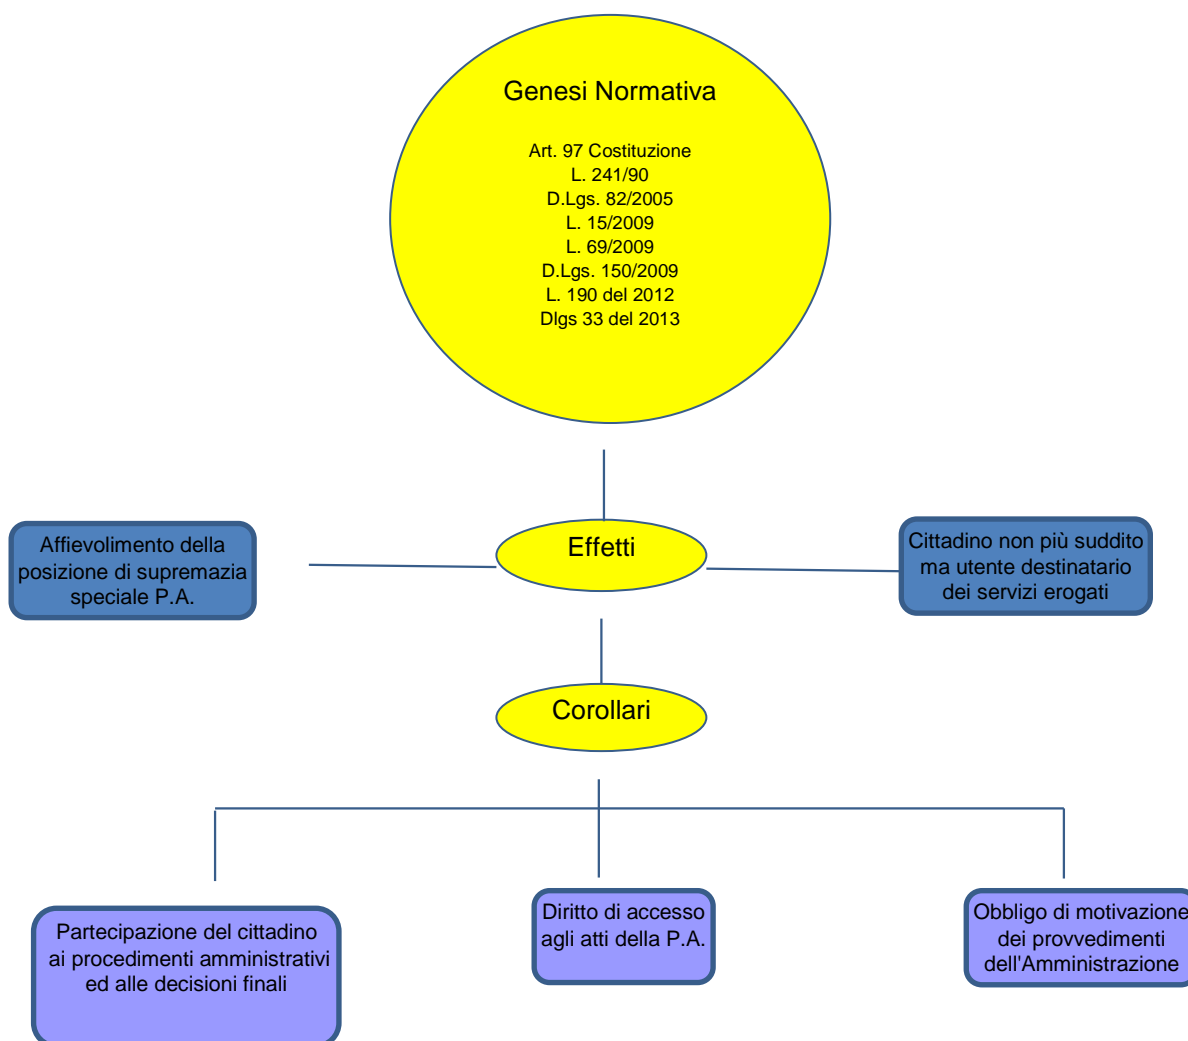 Genesi Normativa
Art. 97 Costituzione
L. 241/90
D.Lgs. 82/2005
L. 15/2009
L. 69/2009
D.Lgs. 150/2009
L. 190 del 2012
Dlgs 33 del 2013
Affievolimento della
posizione di supremazia
speciale P.A.
Effetti
Cittadino non più suddito
ma utente destinatario
dei servizi erogati
Corollari
Partecipazione del cittadino
ai procedimenti amministrativi
ed alle decisioni finali
Diritto di accesso
agli atti della P.A.
Obbligo di motivazione
dei provvedimenti
dell'Amministrazione